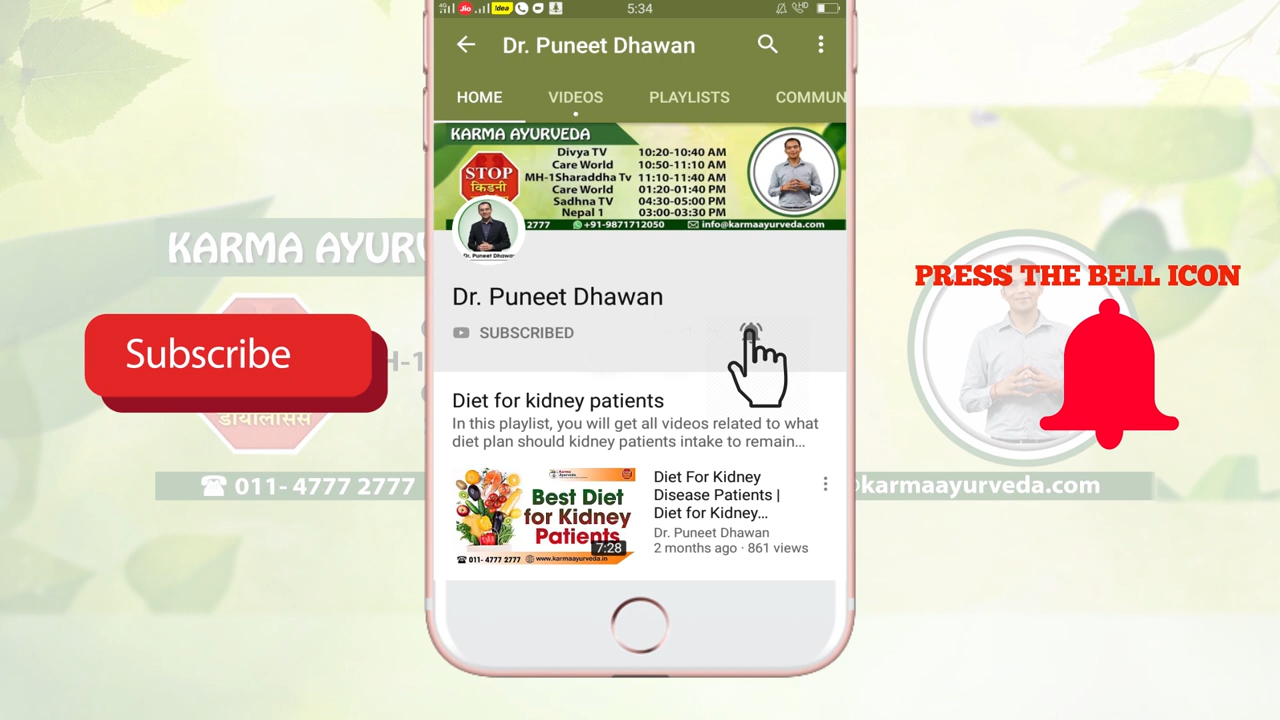 4G Jio idea 5:34 HD
Dr. Puneet Dhawan
HOME VIDEOS PLAYLISTS COMMUN
KARMA AYURVEDA
Divya TV 10:20-10:40 AM
Care World 10:50-11:10 AM
MH-1Sharaddha Tv 11:10-11:40 AM
Care World 01:20-01:40 PM
Sadhna TV 04:30-05:00 PM
Nepal 1 03:00-03:30 PM
STOP
किडनी
2777 +91-9871712050 info@karmaayurveda.com
Dr. Puneet Dhawan
Dr. Puneet Dhawan
SUBSCRIBED
Diet for kidney patients
In this playlist, you will get all videos related to what
diet plan should kidney patients intake to remain...
Karma
Ayurveda
Best Diet
for Kidney
Patients
7:28
011- 4777 2777 www.karmaayurveda.in
Diet For Kidney
Disease Patients |
Diet for Kidney...
Dr. Puneet Dhawan
2 months ago · 861 views
KARMA AYURV
Subscribe
H-1
डायालिसिस
011- 4777 2777
PRESS THE BELL ICON
@karmaayurveda.com